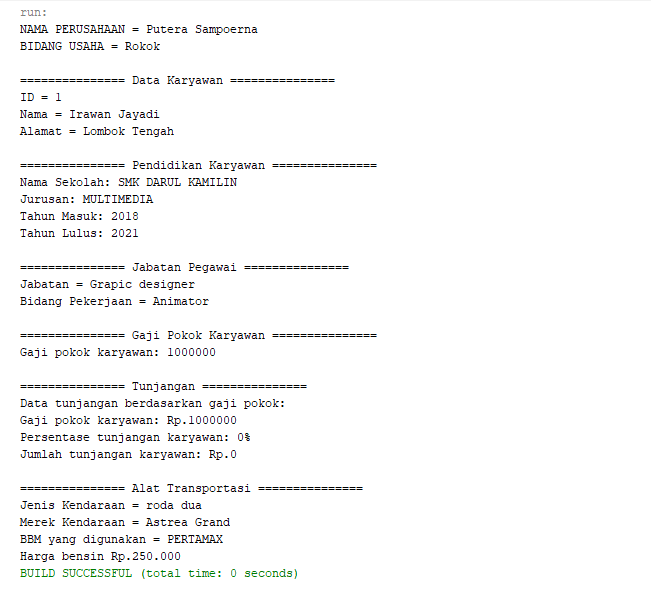 run:
NAMA PERUSAHAAN = Putera Sampoerna
BIDANG USAHA = Rokok
=============== Data Karyawan ===============
ID = 1
Nama = Irawan Jayadi
Alamat = Lombok Tengah
=============== Pendidikan Karyawan ===============
Nama Sekolah: SMK DARUL KAMILIN
Jurusan: MULTIMEDIA
Tahun Masuk: 2018
Tahun Lulus: 2021
=============== Jabatan Pegawai ===============
Jabatan = Grapic designer
Bidang Pekerjaan = Animator
=============== Gaji Pokok Karyawan ===============
Gaji pokok karyawan: 1000000
=============== Tunjangan ===============
Data tunjangan berdasarkan gaji pokok:
Gaji pokok karyawan: Rp.1000000
Persentase tunjangan karyawan: 0%
Jumlah tunjangan karyawan: Rp.0
=============== Alat Transportasi ===============
Jenis Kendaraan = roda dua
Merek Kendaraan = Astrea Grand
BBM yang digunakan = PERTAMAX
Harga bensin Rp.250.000
BUILD SUCCESSFUL (total time: 0 seconds)